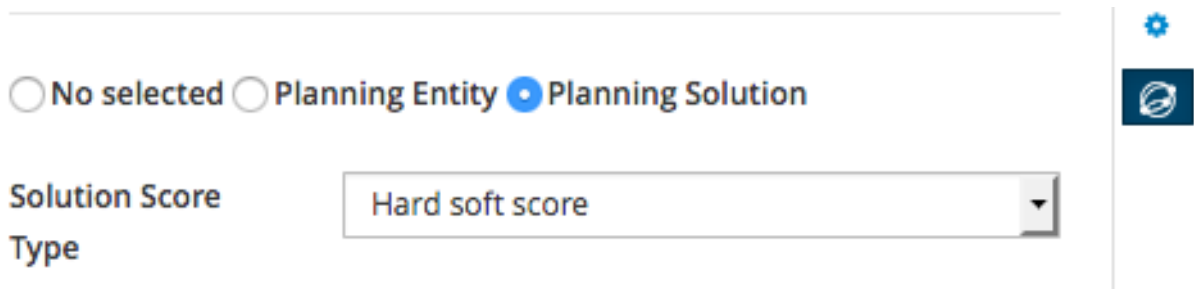 No selected Planning Entity Planning Solution
Solution Score Hard soft score
Type